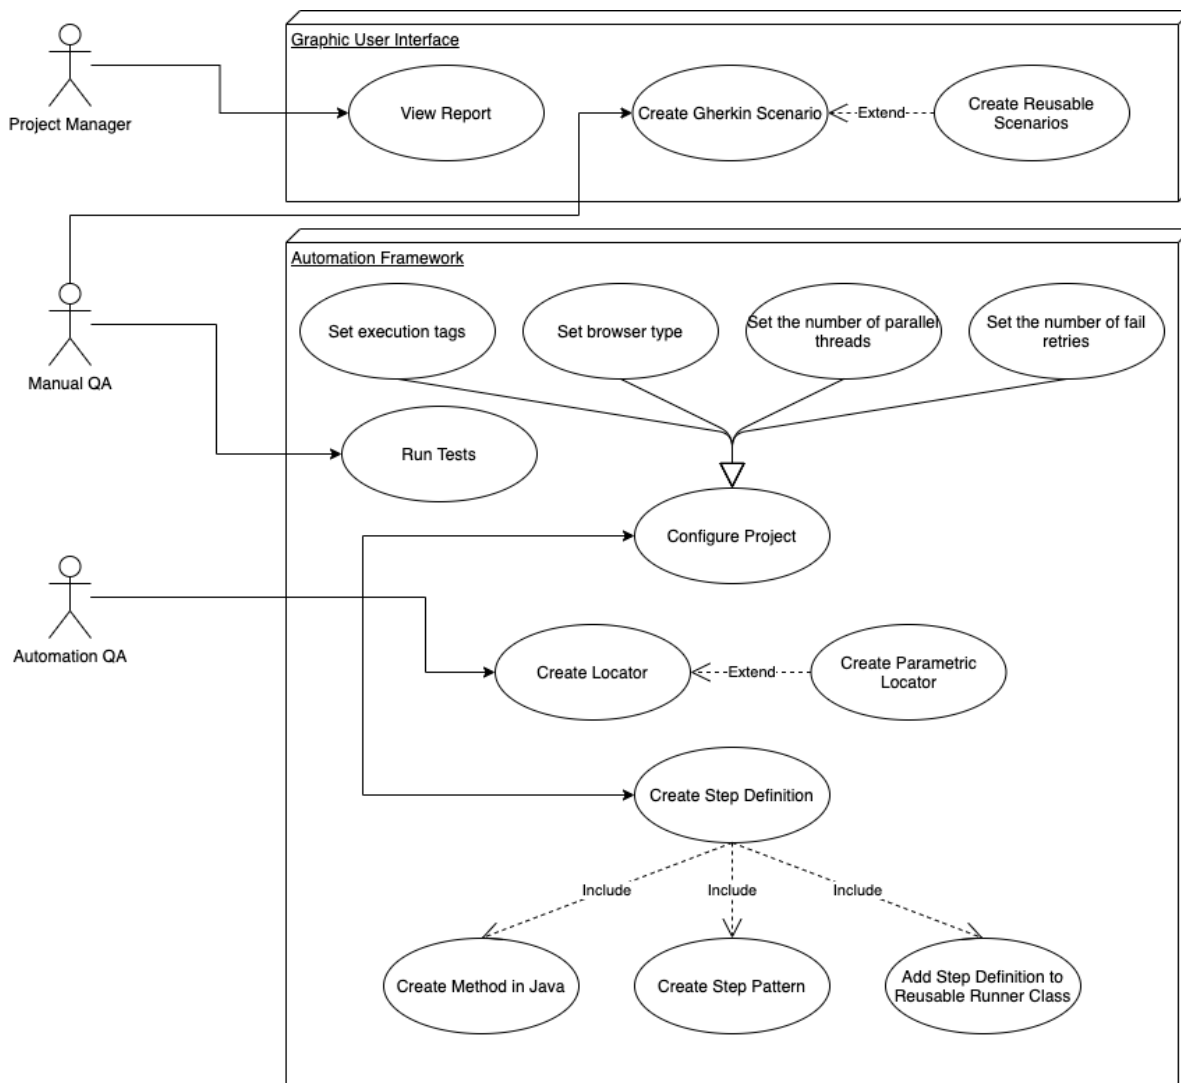 Graphic User Interface
Project Manager
View Report
Create Gherkin Scenario
Extend
Create Reusable
Scenarios
Automation Framework
Manual QA
Set execution tags
Set browser type
Set the number of parallel
threads
Set the number of fail
retries
Run Tests
Configure Project
Automation QA
Create Locator
Extend
Create Parametric
Locator
Create Step Definition
Include
Include
Include
Create Method in Java
Create Step Pattern
Add Step Definition to
Reusable Runner Class